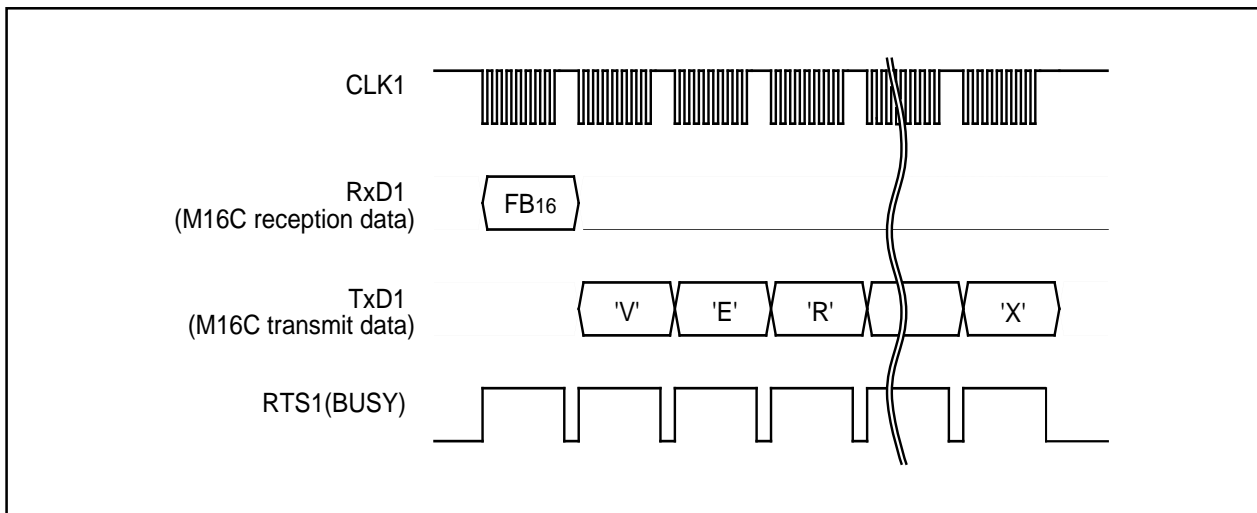 CLK1
RxD1
(M16C reception data)
FB16
TxD1
(M16C transmit data)
'V' 'E' 'R' 'X'
RTS1(BUSY)